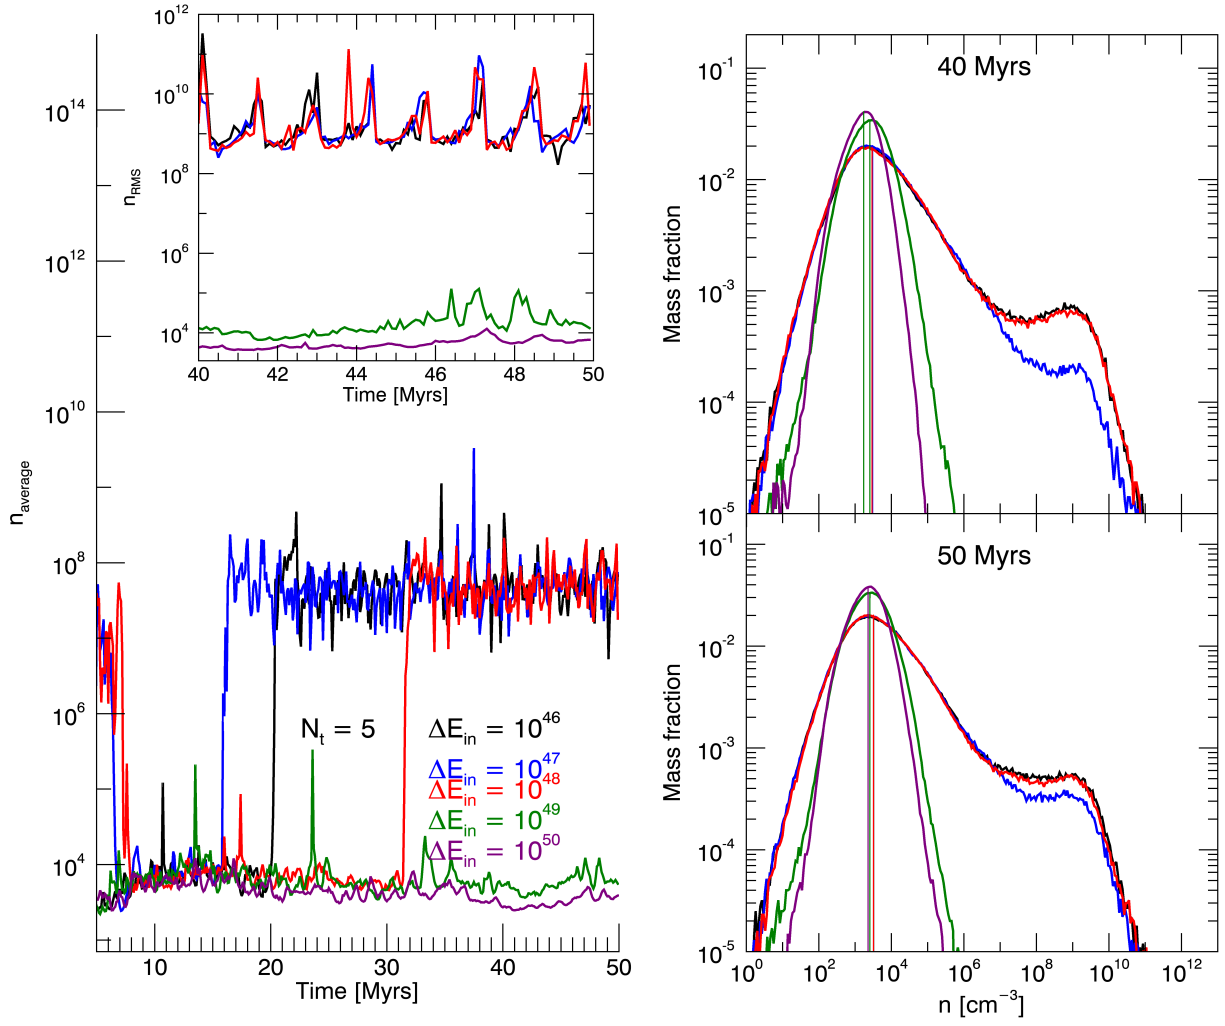 10^12
10^10
10^8
10^6
10^4
n_RMS
40 42 44 46 48 50
Time [Myrs]
10^14
10^12
10^10
10^8
10^6
10^4
n_average
N_t = 5
ΔE_in = 10^46
ΔE_in = 10^47
ΔE_in = 10^48
ΔE_in = 10^49
ΔE_in = 10^50
10 20 30 40 50
Time [Myrs]
40 Myrs
10^-1
10^-2
10^-3
10^-4
10^-5
Mass fraction
50 Myrs
10^-1
10^-2
10^-3
10^-4
10^-5
Mass fraction
10^0 10^2 10^4 10^6 10^8 10^10 10^12
n [cm^-3]